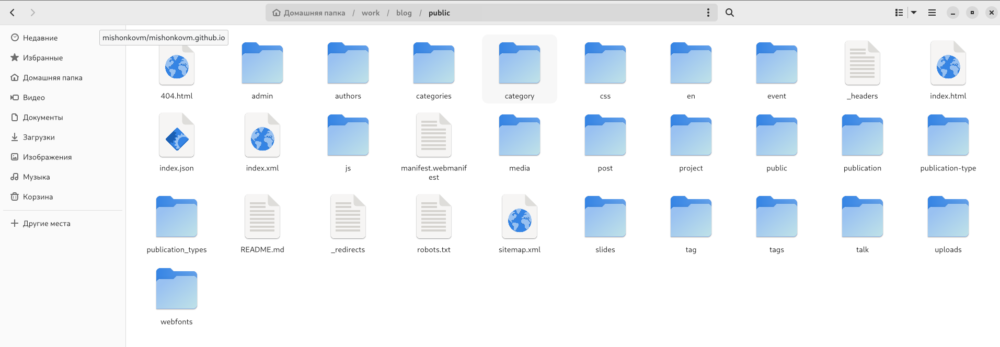 Домашняя папка / work / blog / public
Недавние
Избранные
Домашняя папка
Видео
Документы
Загрузки
Изображения
Музыка
Корзина
Другие места
mishonkovm/mishonkovm.github.io
404.html admin authors categories category css en event _headers index.html
index.json index.xml js manifest.webmanif media post project public publication publication-type
est
publication_types README.md _redirects robots.txt sitemap.xml slides tag tags talk uploads
webfonts